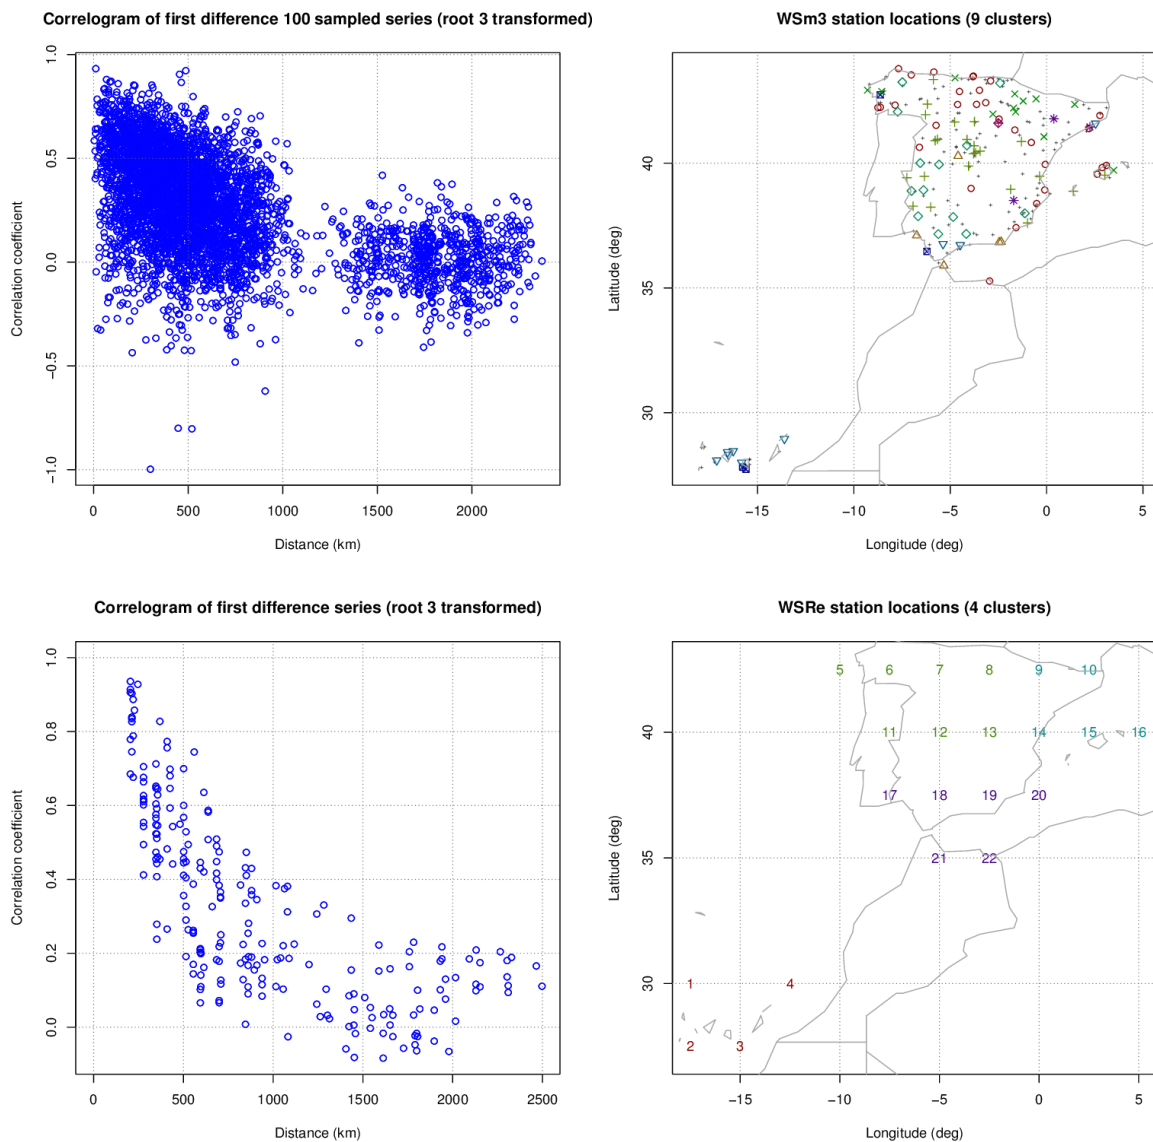 Correlogram of first difference 100 sampled series (root 3 transformed)
Correlation coefficient
1.0
0.5
0.0
−0.5
−1.0
0 500 1000 1500 2000
Distance (km)
WSm3 station locations (9 clusters)
Latitude (deg)
40
35
30
−15 −10 −5 0 5
Longitude (deg)
Correlogram of first difference series (root 3 transformed)
Correlation coefficient
1.0
0.8
0.6
0.4
0.2
0.0
0 500 1000 1500 2000 2500
Distance (km)
WSRe station locations (4 clusters)
Latitude (deg)
40
35
30
5 6 7 8 9 10
11 12 13 14 15 16
17 18 19 20
21 22
1 4
2 3
−15 −10 −5 0 5
Longitude (deg)